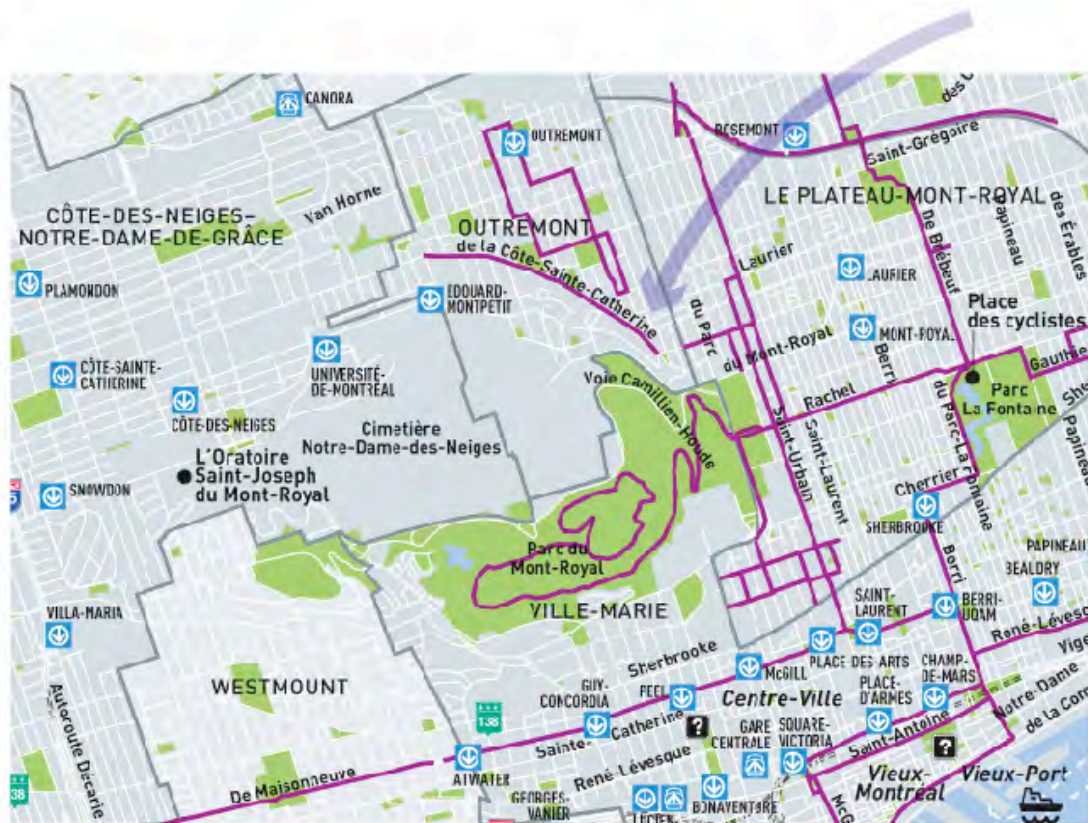 CANORA
des C
OUTREMONT
ROSEMONT
Saint-Grégoire
Van Horne
CÔTE-DES-NEIGES-
NOTRE-DAME-DE-GRÂCE
LE PLATEAU-MONT-ROYAL
Papineau
des Érables
OUTREMONT
de la Côte-Sainte-Catherine
De Brébeuf
Laurier
LAURIER
PLAMONDON
ÉDOUARD-
MONTPETIT
Place
des cyclistes
du Parc
MONT-ROYAL
du Mont-Royal
Berri
Gauthie
CÔTE-SAINTE-
CATHERINE
UNIVERSITÉ-
DE-MONTRÉAL
Voie Camillien-Houde
Rachel
Parc
La Fontaine
She
CÔTE-DES-NEIGES
Cimetière
Notre-Dame-des-Neiges
Saint-Urbain
Saint-Laurent
du Parc-La Fontaine
Papineau
L'Oratoire
Saint-Joseph
du Mont-Royal
SNOWDON
5
Cherrier
SHERBROOKE
Parc du
Mont-Royal
Berri
PAPINEAU
BEAUDRY
VILLE-MARIE
VILLA-MARIA
SAINT-
LAURENT
BERRI-
UQAM
René-Lévesq
Sherbrooke
PLACE DES ARTS
McGILL
Vige
WESTMOUNT
GUY-
CONCORDIA
PEEL
Centre-Ville
CHAMP-
DE-MARS
PLACE-
D'ARMES
Notre-Dame
de la Com
138
Sainte-Catherine
?
GARE
CENTRALE
SQUARE-
VICTORIA
Saint-Antoine
?
Autoroute Décarie
ATWATER
René-Lévesque
38
De Maisonneuve
Vieux-
Montréal
Vieux-Port
GEORGES-
VANIER
LUCIEN-
BONAVENTURE
McG